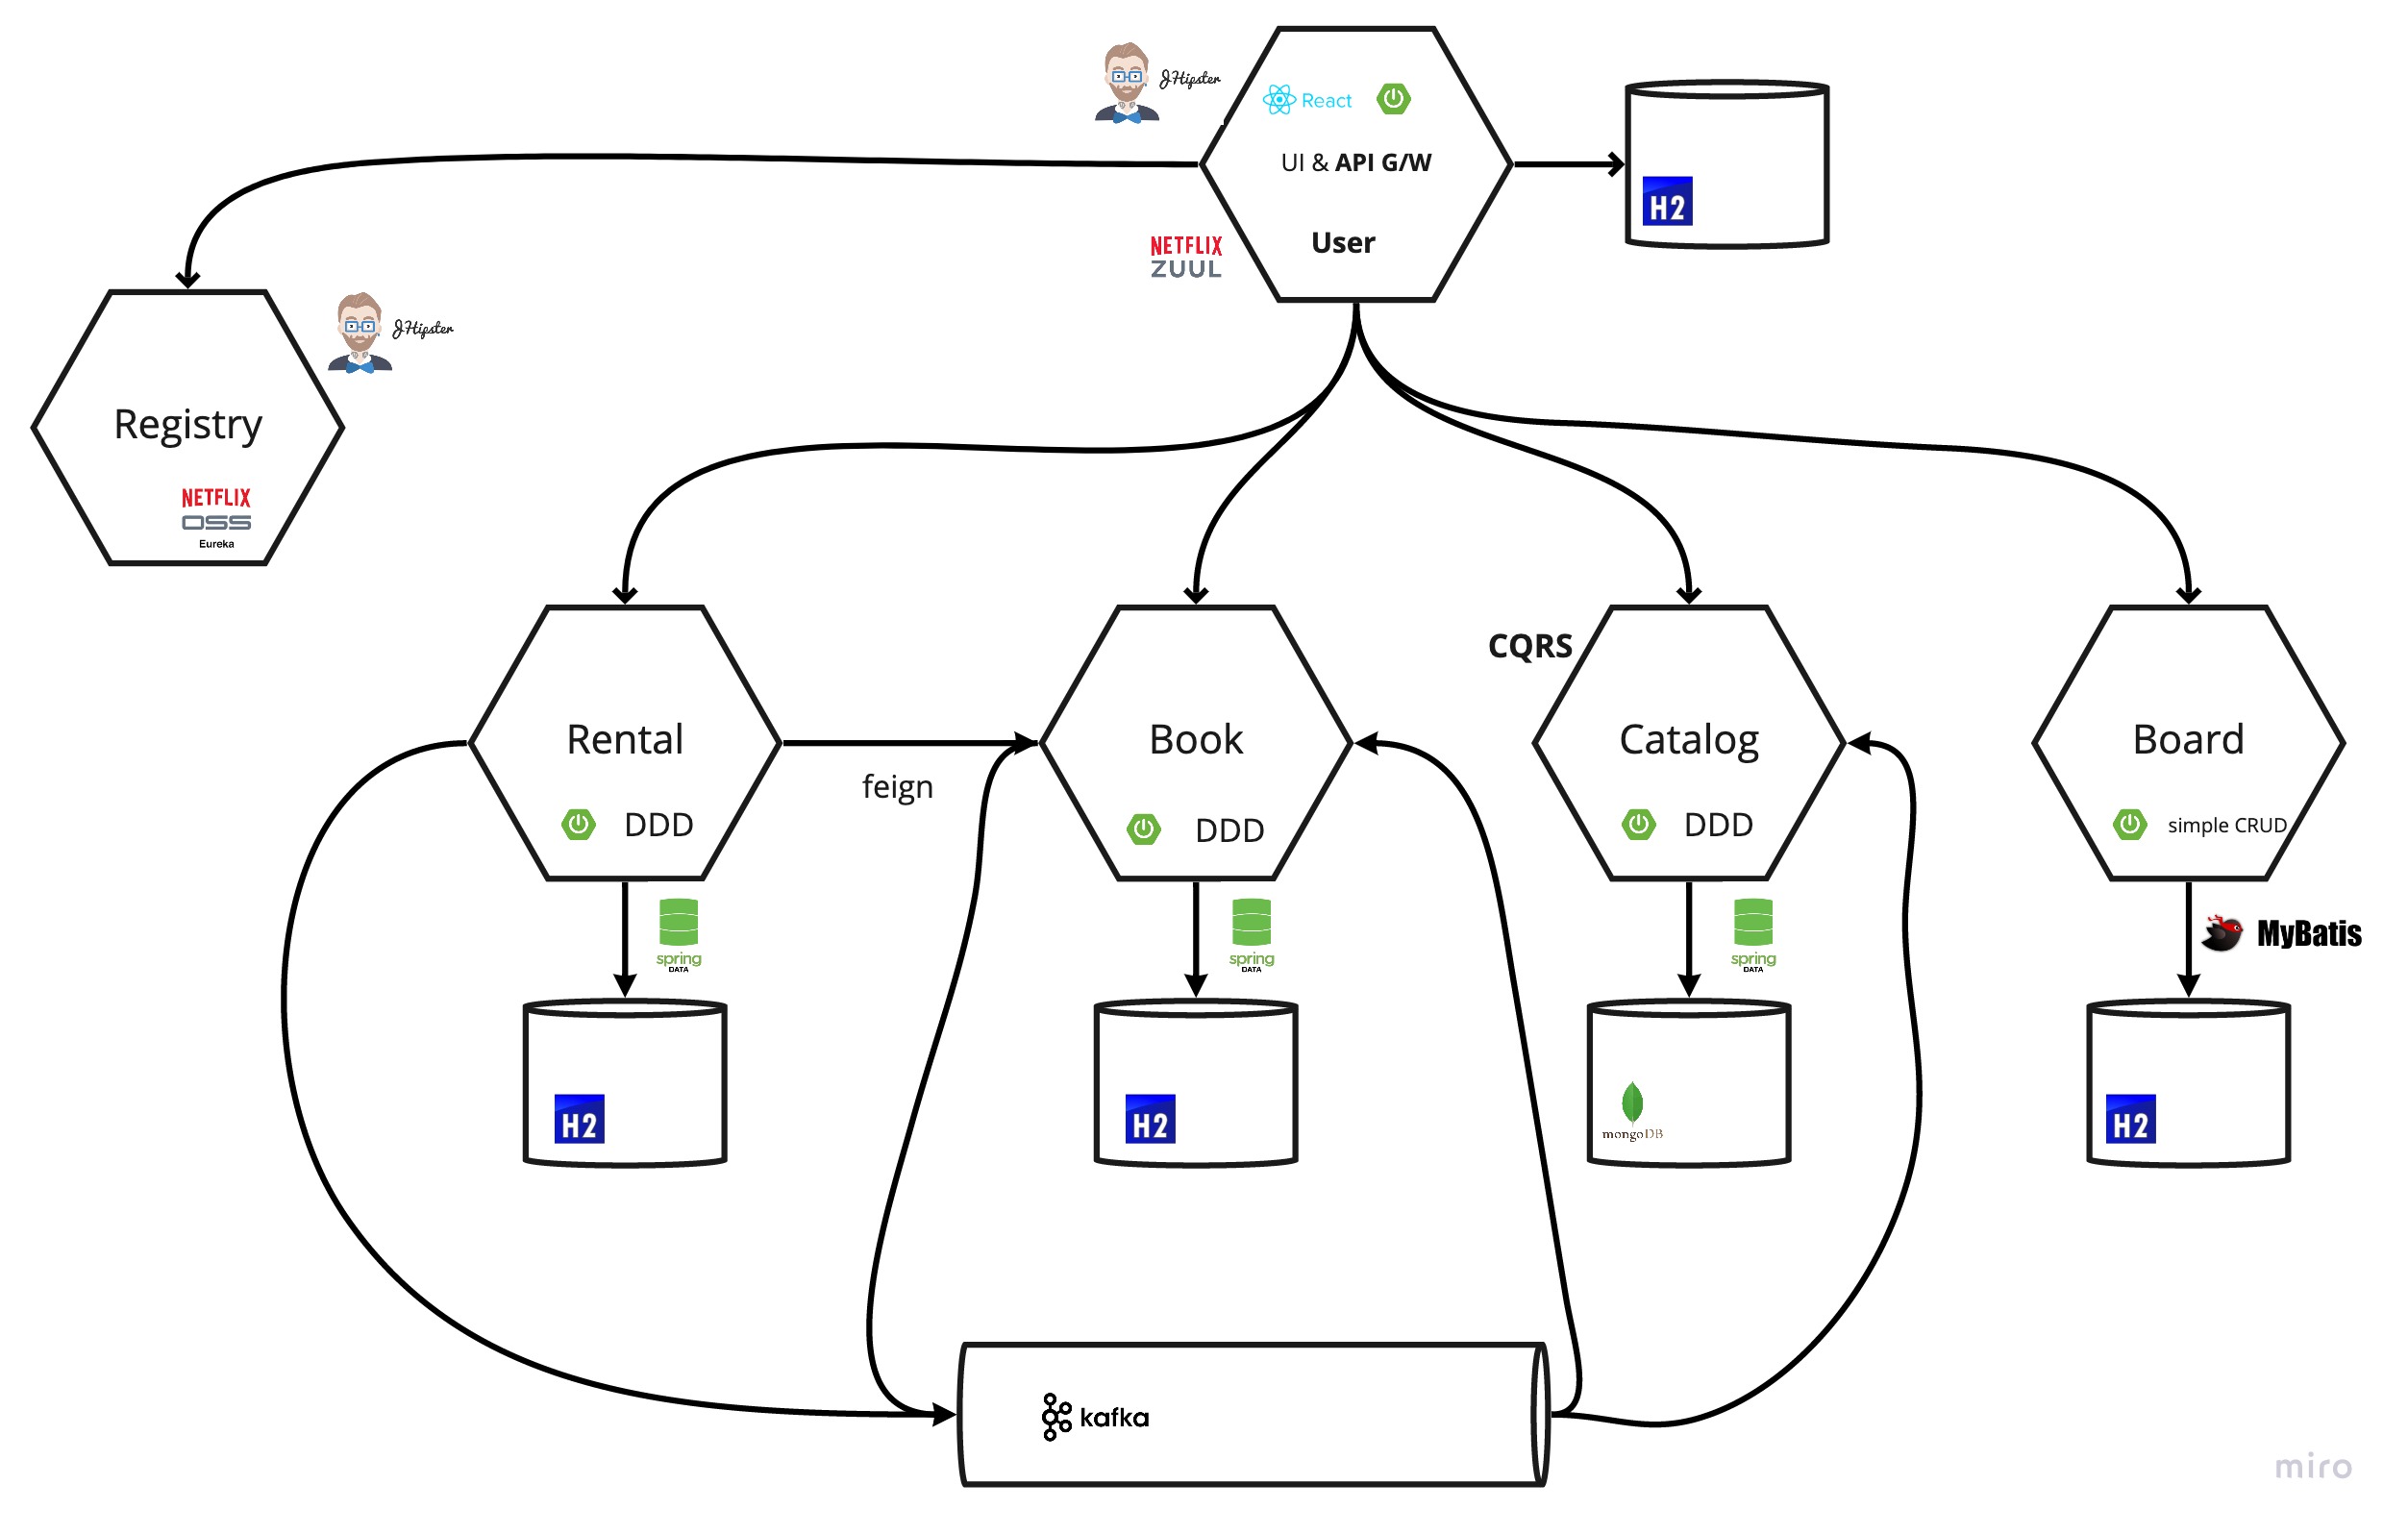 JHipster
React
UI & API G/W
User
NETFLIX
ZUUL
H2
JHipster
Registry
NETFLIX
OSS
Eureka
CQRS
Rental
DDD
feign
Book
DDD
Catalog
DDD
Board
simple CRUD
spring
DATA
spring
DATA
spring
DATA
MyBatis
H2
H2
mongoDB
H2
kafka
miro